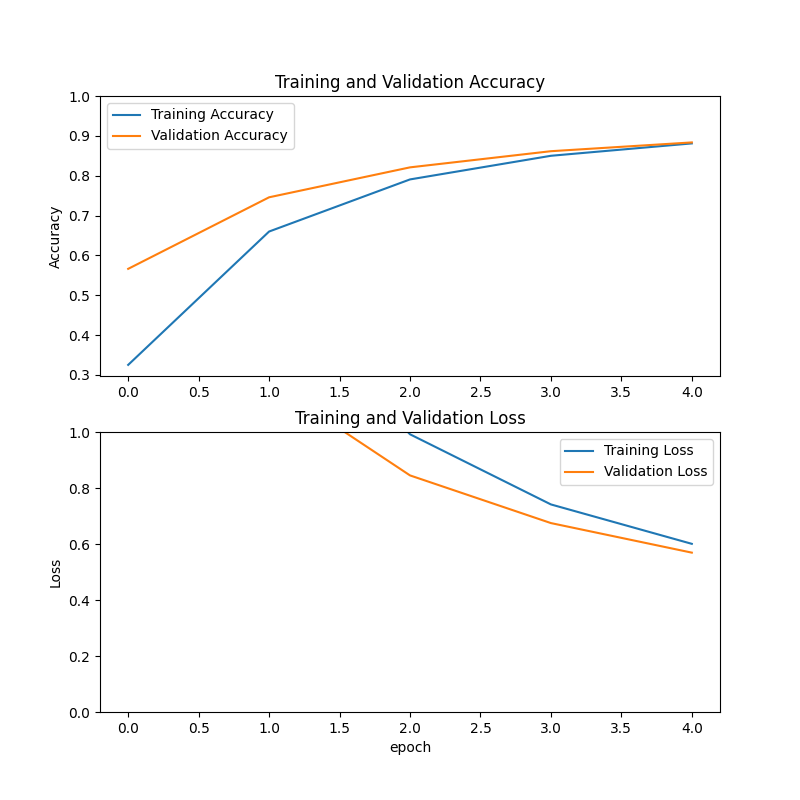 Training and Validation Accuracy
1.0
0.9
0.8
0.7
0.6
0.5
0.4
0.3
Accuracy
Training Accuracy
Validation Accuracy
0.0 0.5 1.0 1.5 2.0 2.5 3.0 3.5 4.0
Training and Validation Loss
1.0
0.8
0.6
0.4
0.2
0.0
Loss
Training Loss
Validation Loss
0.0 0.5 1.0 1.5 2.0 2.5 3.0 3.5 4.0
epoch